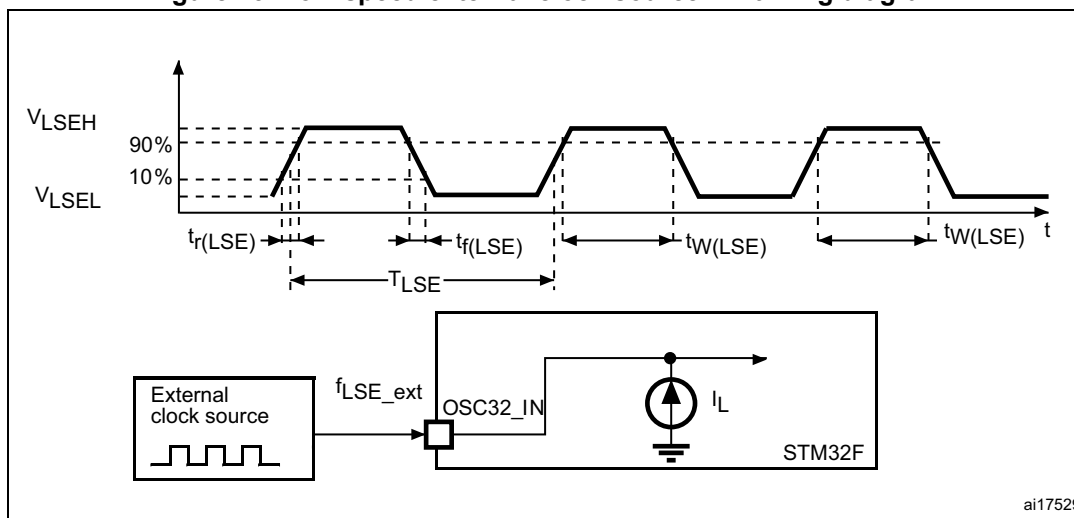 V_LSEH
90%
10%
V_LSEL
t_r(LSE)
t_f(LSE)
t_W(LSE)
t_W(LSE)
t
T_LSE
External
clock source
f_LSE_ext
OSC32_IN
I_L
STM32F
ai17529